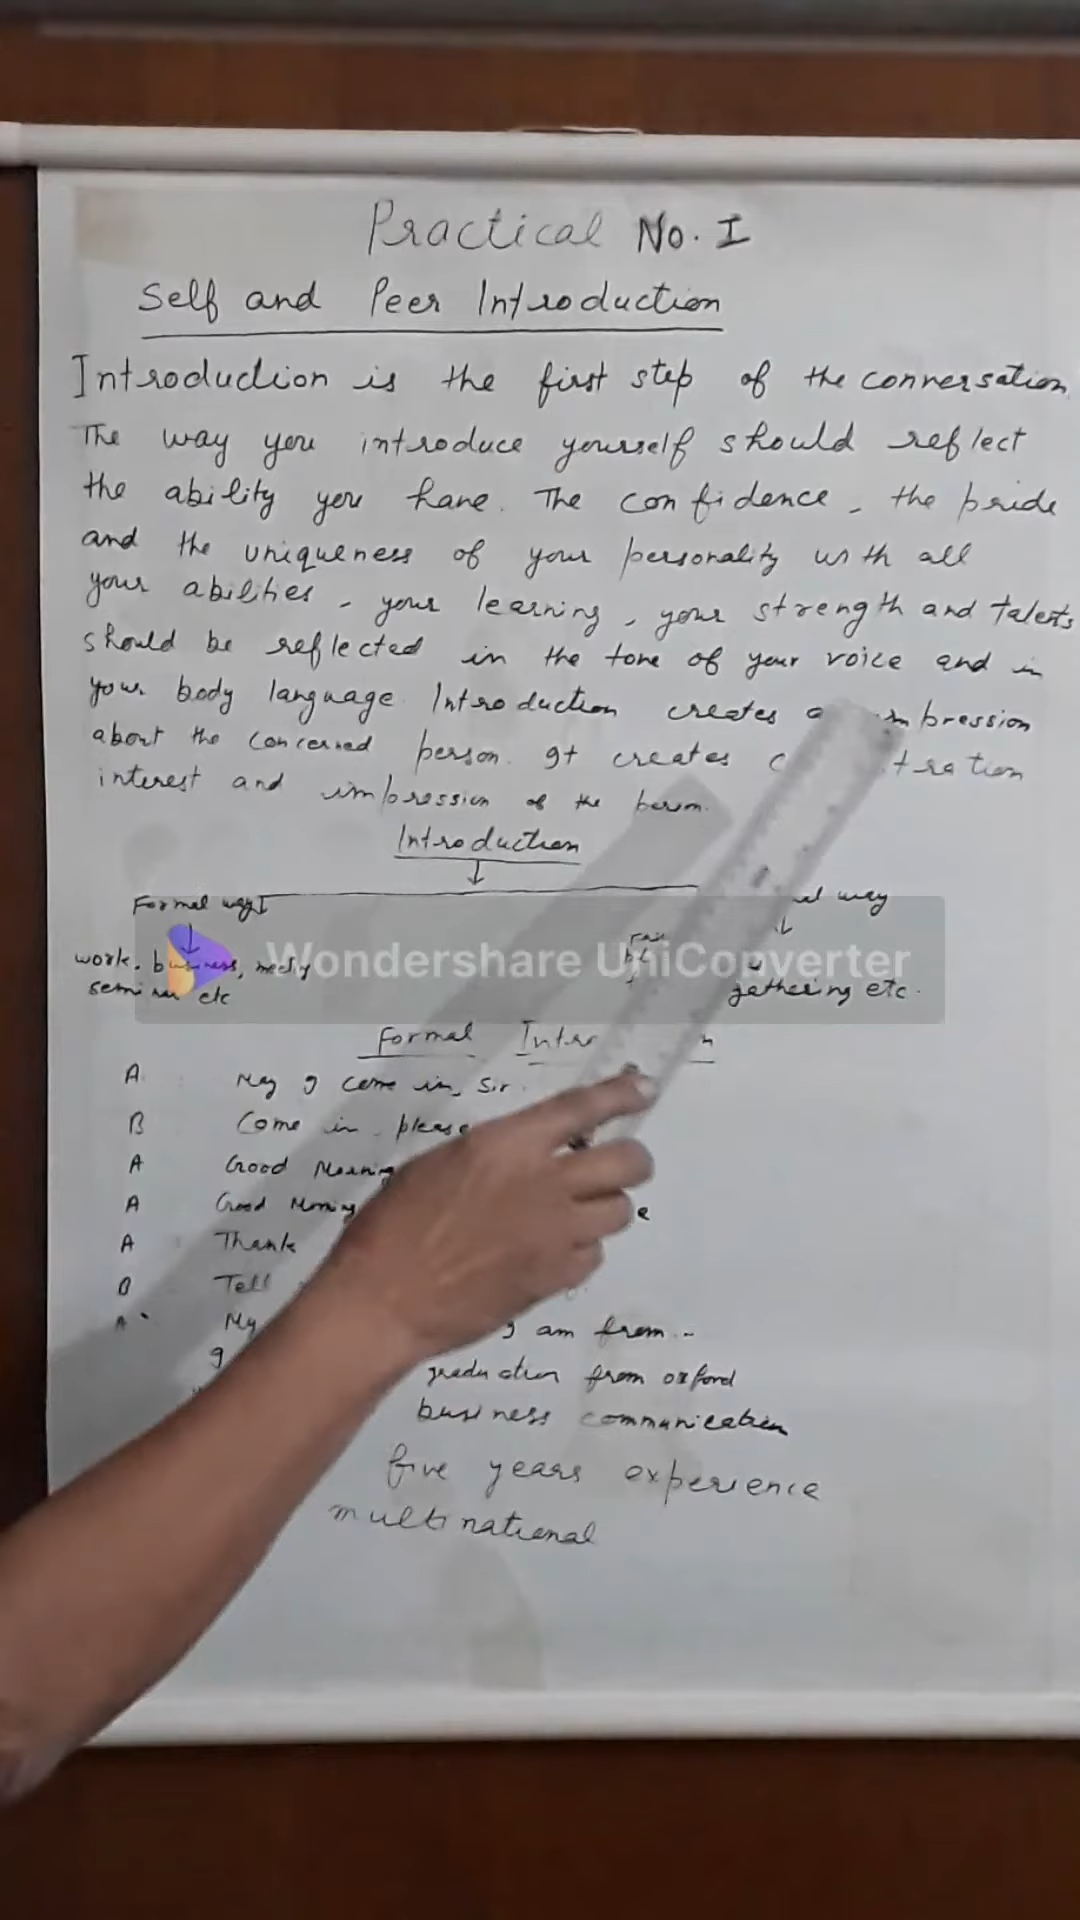 Practical No. I
Self and Peer Introduction
Introduction is the first step of the conversation.
The way you introduce yourself should reflect
the ability you have. The confidence, the pride
and the uniqueness of your personality with all
your abilities, your learning, your strength and talents
should be reflected in the tone of your voice and in
your body language. Introduction creates impression
about the concerned person. It creates
interest and impression of the person.
Introduction
Formal way way
work, business,
seminar etc gathering etc.
Wondershare UniConverter
Formal
A. May I come in, Sir.
B Come in, please
A Good Morning
A Good Morning
A Thank
B Tell
A My I am from ..
I graduation from oxford
business communication
five years experience
multinational